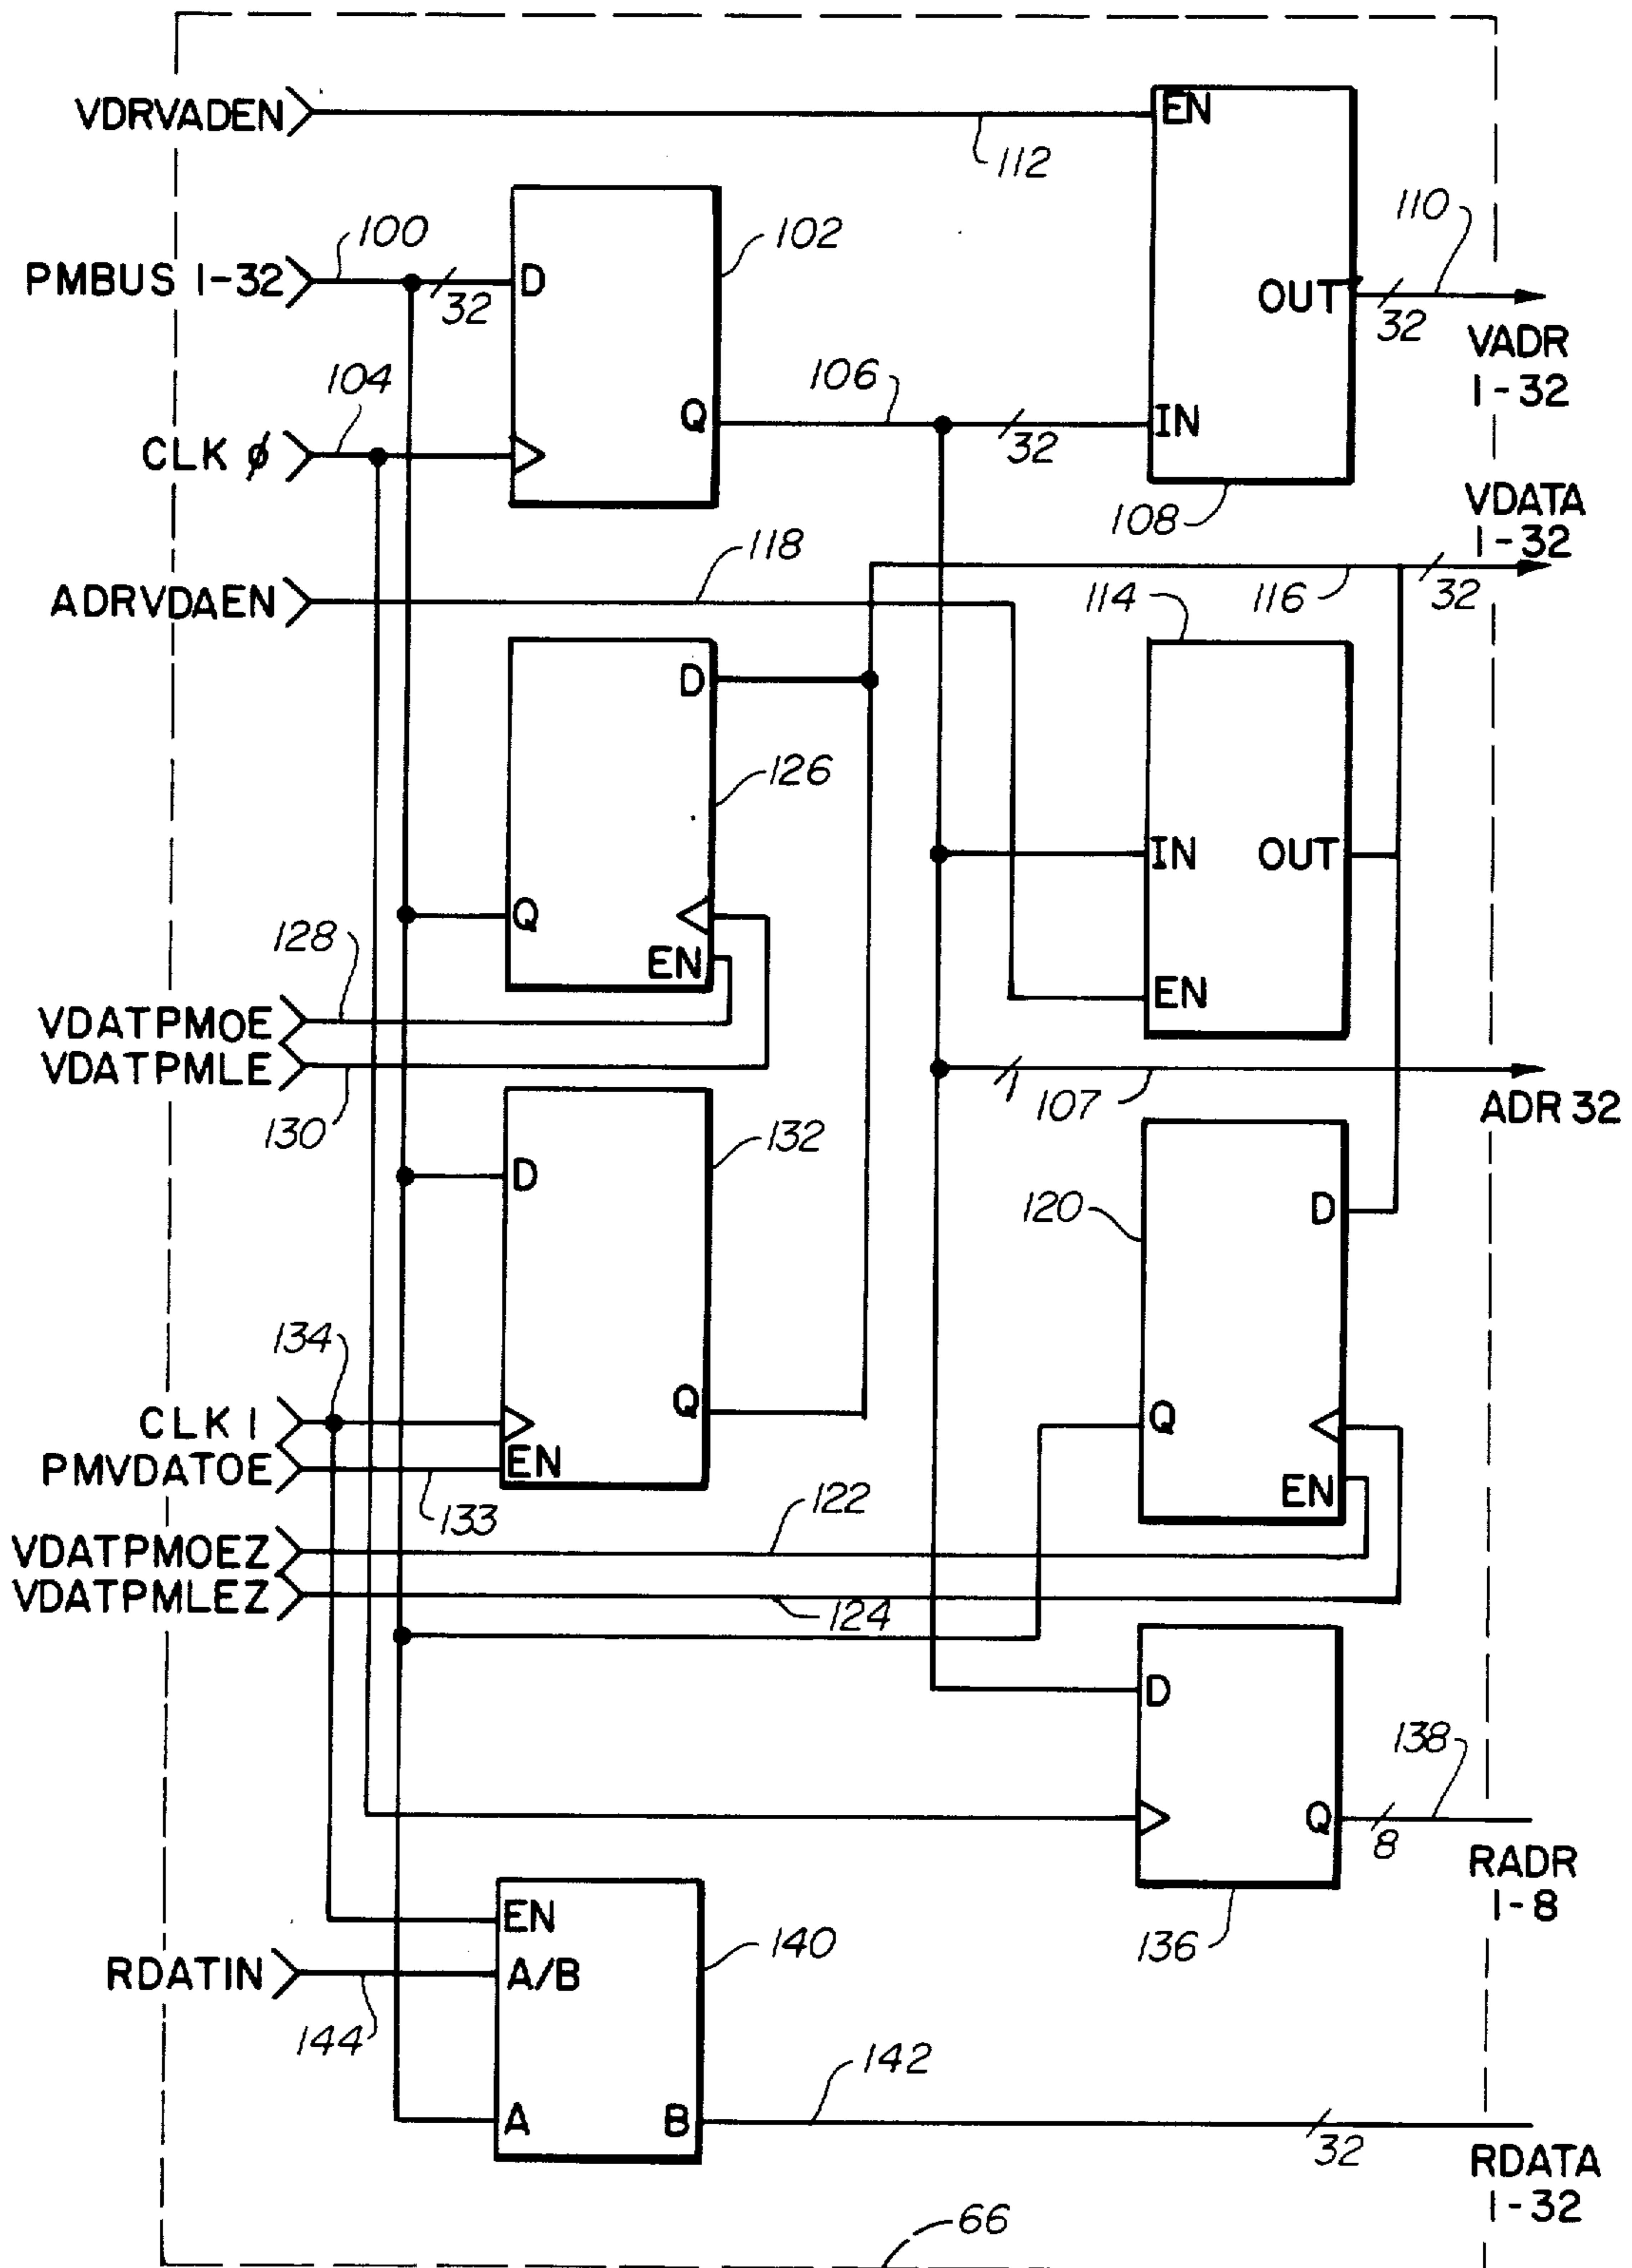 VDRVADEN
EN
112
110
100
102
PMBUS 1-32
32
D
OUT
32
VADR
1-32
104
106
CLK φ
Q
32
IN
108
VDATA
1-32
118
ADRVDAEN
114
116
32
D
126
IN
OUT
128
Q
EN
EN
VDATPMOE
VDATPMLE
1
107
ADR 32
130
132
D
120
D
134
CLK 1
Q
Q
PMVDATOE
EN
EN
133
122
VDATPMOEZ
VDATPMLEZ
124
D
138
Q
8
RADR
1-8
EN
140
136
RDATIN
A/B
144
142
A
B
32
RDATA
1-32
66